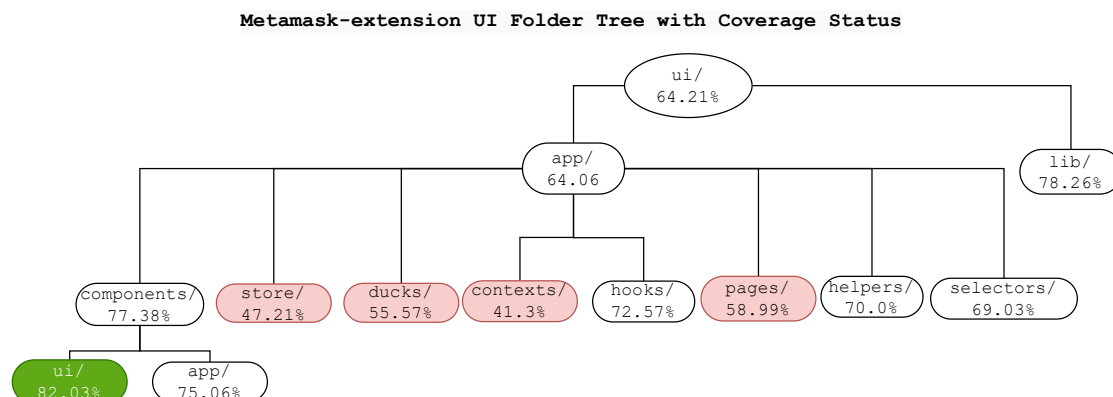 Metamask-extension UI Folder Tree with Coverage Status
ui/
64.21%
app/
64.06
lib/
78.26%
components/
77.38%
store/
47.21%
ducks/
55.57%
contexts/
41.3%
hooks/
72.57%
pages/
58.99%
helpers/
70.0%
selectors/
69.03%
ui/
82.03%
app/
75.06%